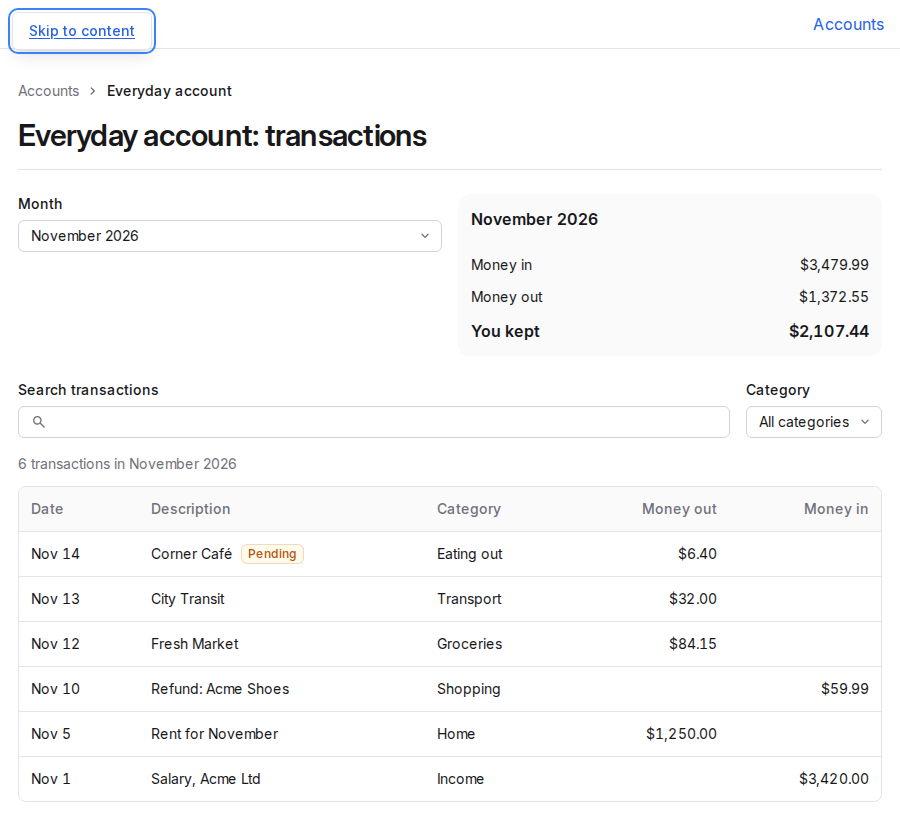 Skip to content
Accounts
Accounts > Everyday account
Everyday account: transactions
Month
November 2026
November 2026
Money in $3,479.99
Money out $1,372.55
You kept $2,107.44
Search transactions
Category
All categories
6 transactions in November 2026
Date Description Category Money out Money in
Nov 14 Corner Café Pending Eating out $6.40
Nov 13 City Transit Transport $32.00
Nov 12 Fresh Market Groceries $84.15
Nov 10 Refund: Acme Shoes Shopping $59.99
Nov 5 Rent for November Home $1,250.00
Nov 1 Salary, Acme Ltd Income $3,420.00